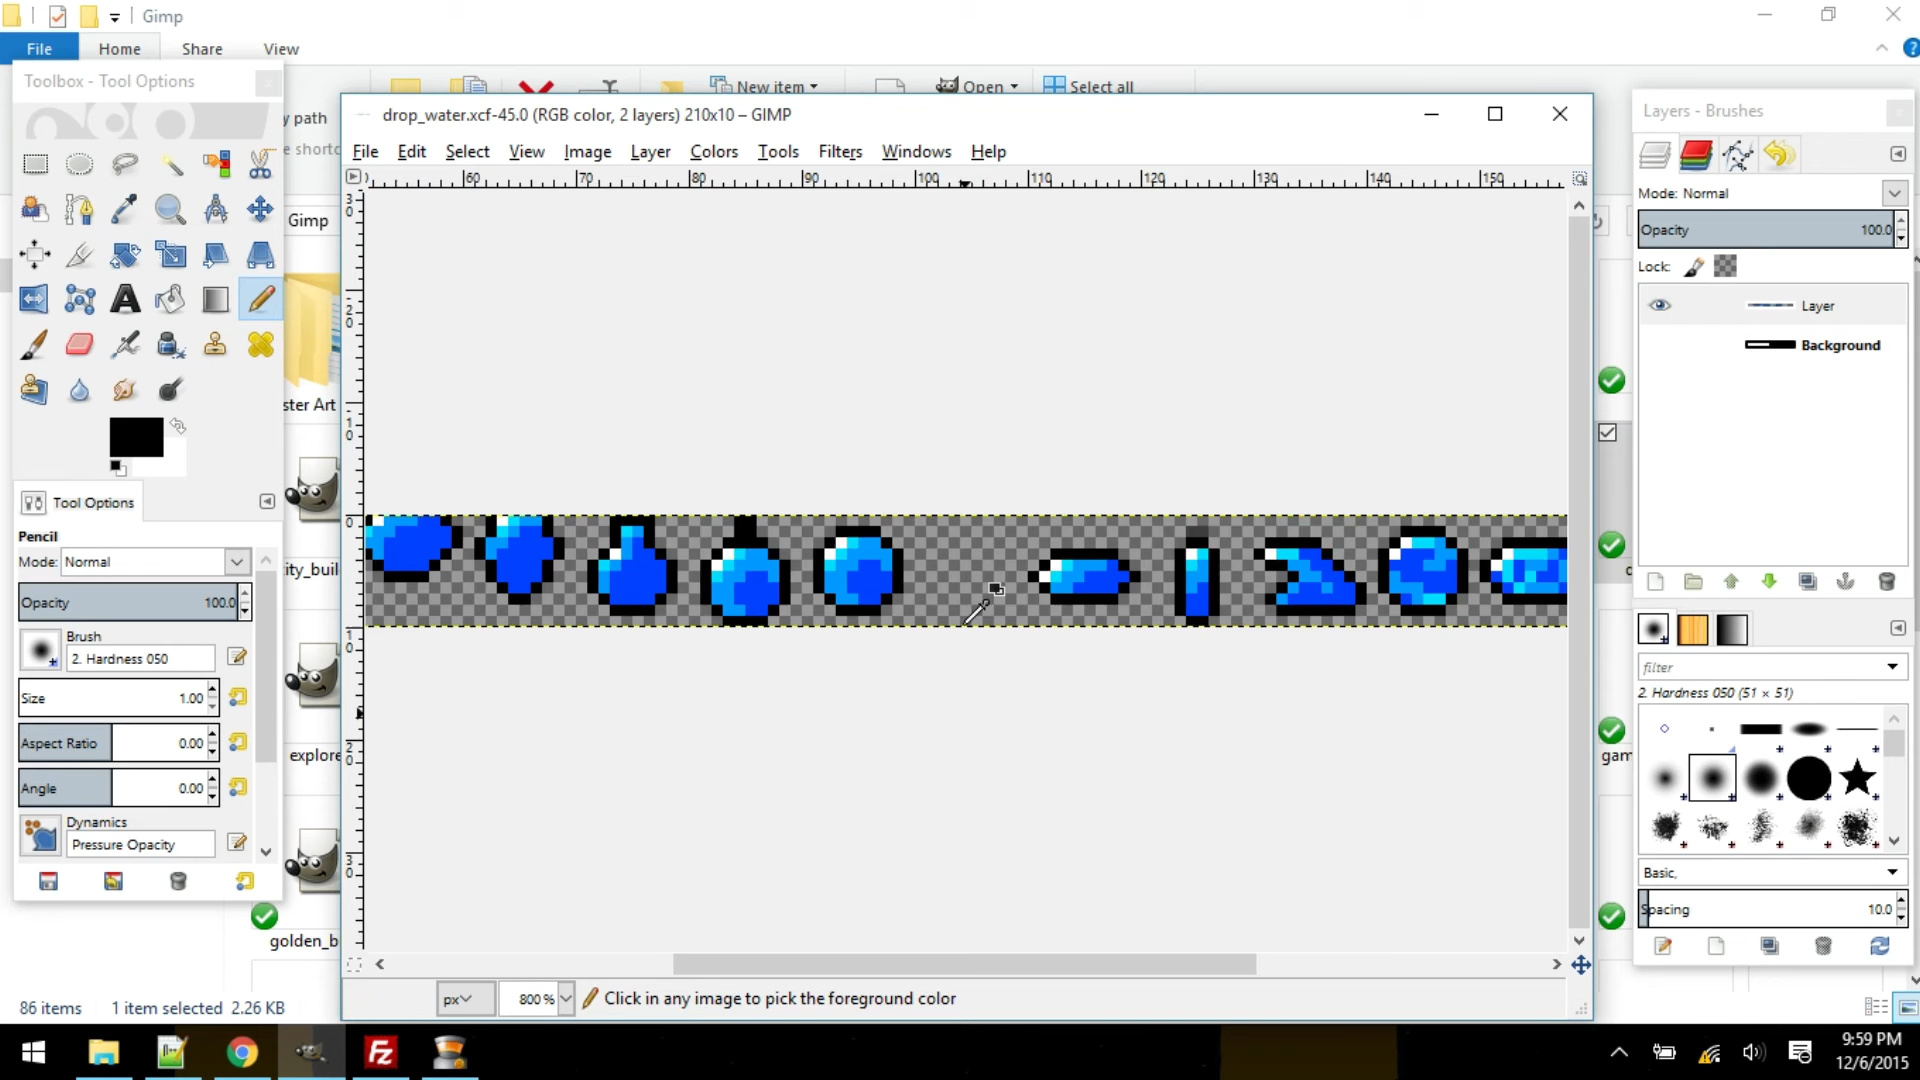 Gimp
File Home Share View
New item
Open
Select all
y path
e shortc
Toolbox - Tool Options
drop_water.xcf-45.0 (RGB color, 2 layers) 210x10 – GIMP
File Edit Select View Image Layer Colors Tools Filters Windows Help
60 70 80 90 100 110 120 130 140 150
Gimp
ster Art
city_buil
explore
golden_b
gam
Tool Options
Pencil
Mode: Normal
Opacity 100.0
Brush
2. Hardness 050
Size 1.00
Aspect Ratio 0.00
Angle 0.00
Dynamics
Pressure Opacity
px 800 % Click in any image to pick the foreground color
Layers - Brushes
Mode: Normal
Opacity 100.0
Lock:
Layer
Background
filter
2. Hardness 050 (51 × 51)
Basic,
Spacing 10.0
86 items 1 item selected 2.26 KB
9:59 PM
12/6/2015